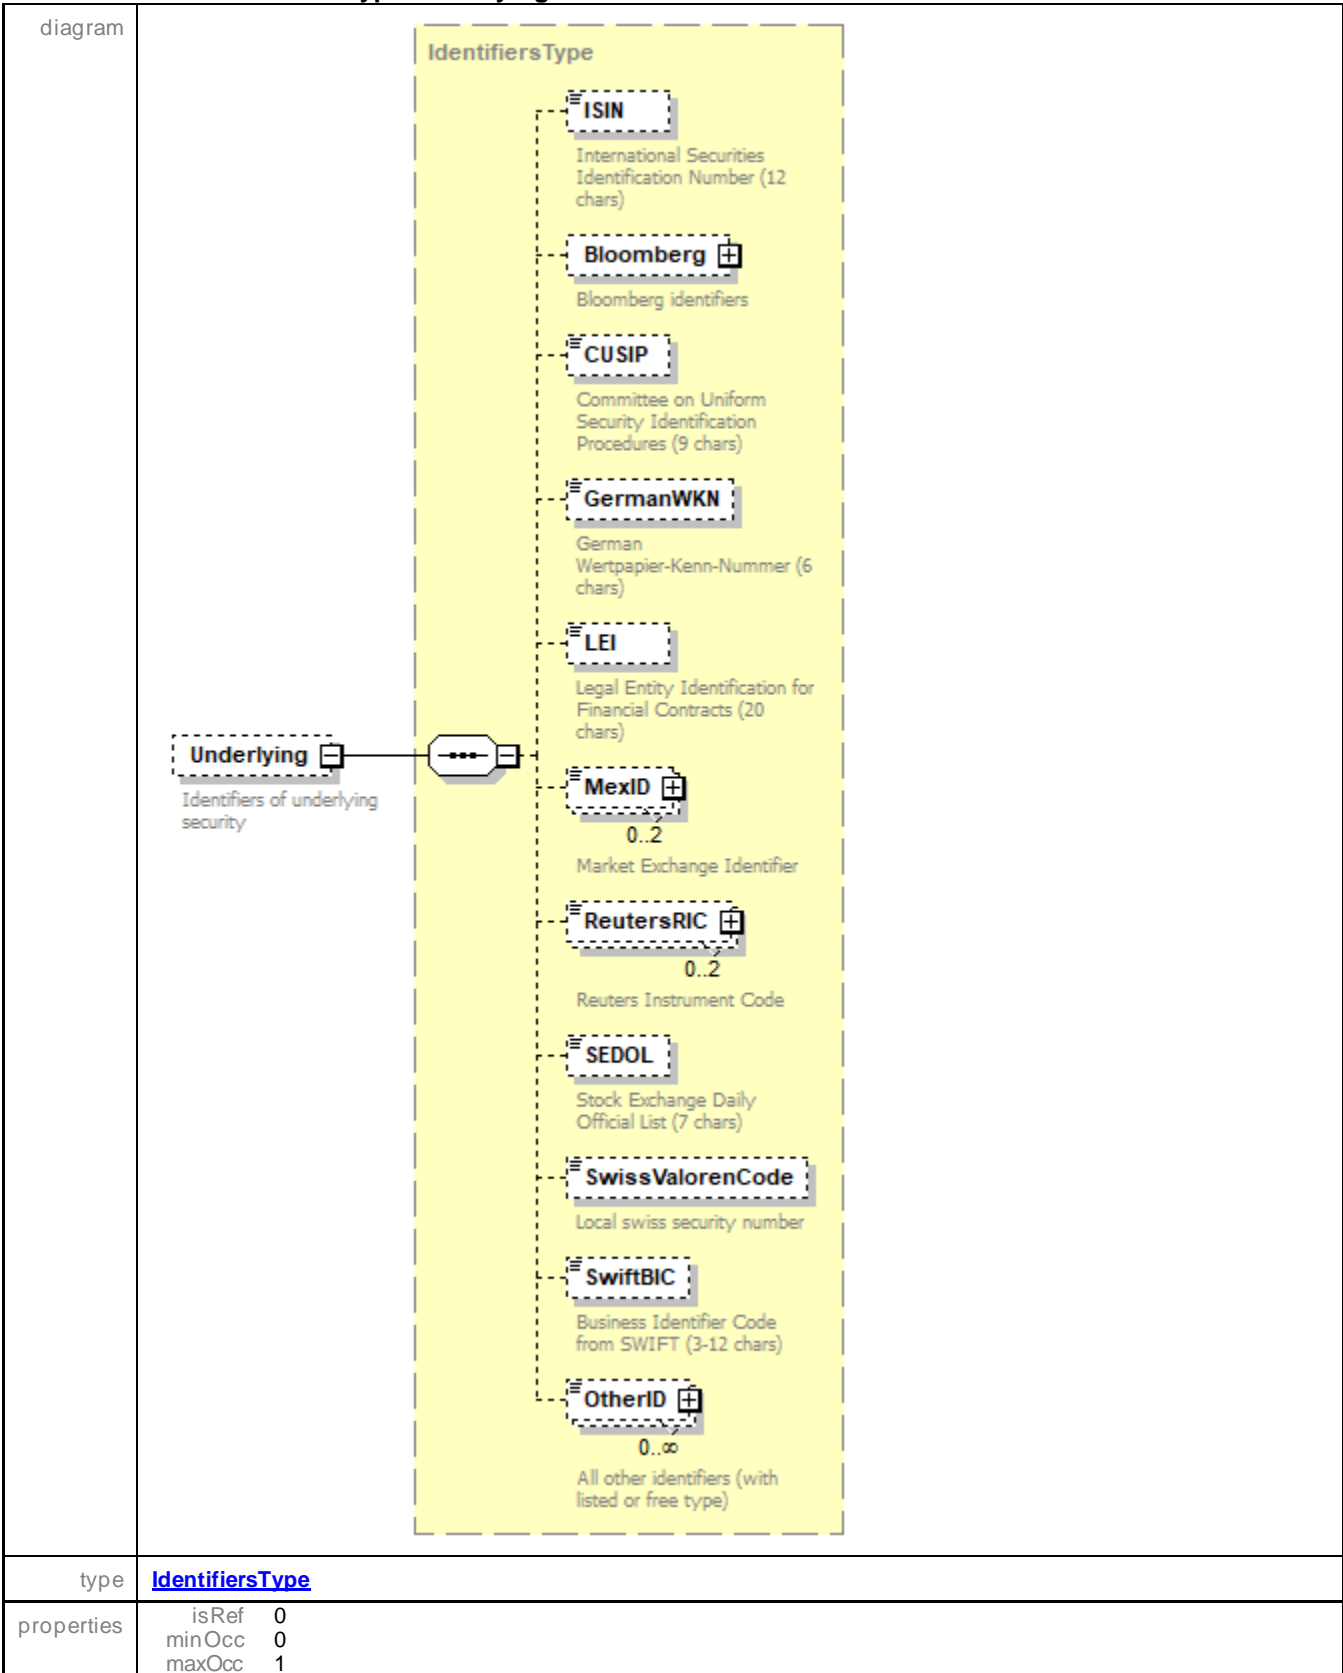 diagram
IdentifiersType
ISIN
International Securities
Identification Number (12
chars)
Bloomberg
Bloomberg identifiers
CUSIP
Committee on Uniform
Security Identification
Procedures (9 chars)
GermanWKN
German
Wertpapier-Kenn-Nummer (6
chars)
LEI
Legal Entity Identification for
Financial Contracts (20
chars)
Underlying
Identifiers of underlying
security
MexID
0..2
Market Exchange Identifier
ReutersRIC
0..2
Reuters Instrument Code
SEDOL
Stock Exchange Daily
Official List (7 chars)
SwissValorenCode
Local swiss security number
SwiftBIC
Business Identifier Code
from SWIFT (3-12 chars)
OtherID
0..∞
All other identifiers (with
listed or free type)
type IdentifiersType
properties
isRef 0
minOcc 0
maxOcc 1